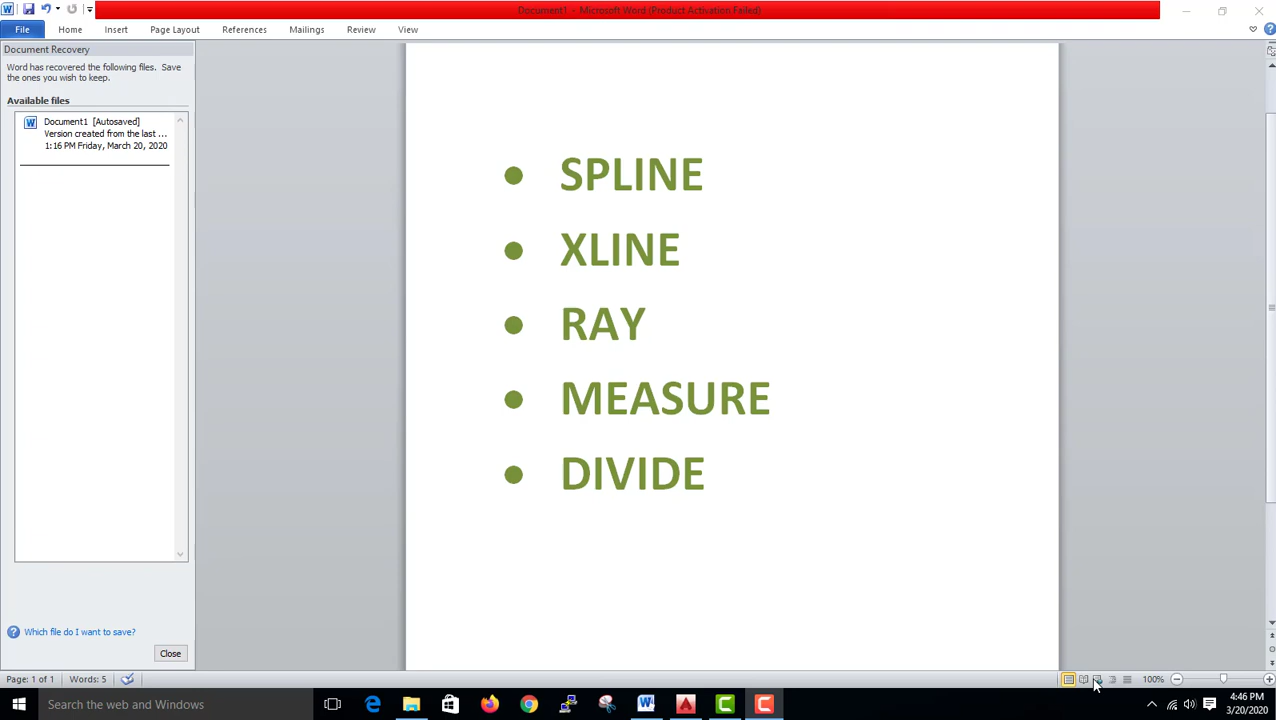 Document1 - Microsoft Word (Product Activation Failed)
File Home Insert Page Layout References Mailings Review View
Document Recovery
Word has recovered the following files. Save
the ones you wish to keep.
Available files
Document1 [Autosaved]
Version created from the last ...
1:16 PM Friday, March 20, 2020
• SPLINE
• XLINE
• RAY
• MEASURE
• DIVIDE
Which file do I want to save?
Close
Page: 1 of 1 Words: 5 100%
Search the web and Windows
4:46 PM
3/20/2020